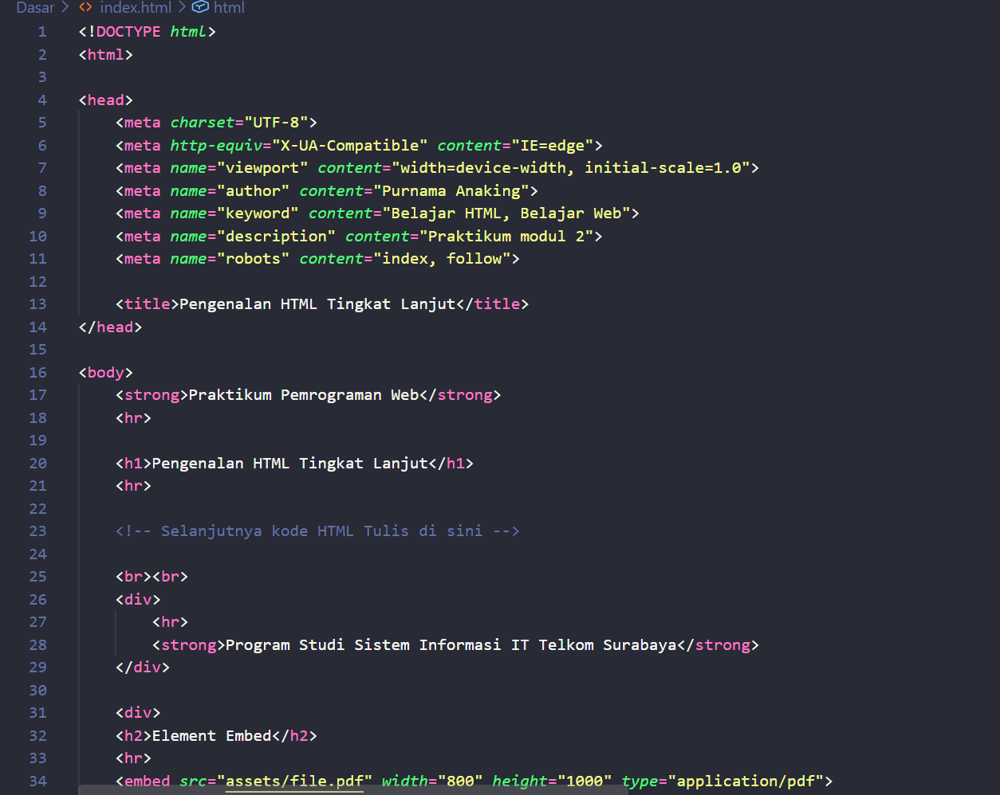 Dasar > <> index.html > html
1 <!DOCTYPE html>
2 <html>
3
4 <head>
5     <meta charset="UTF-8">
6     <meta http-equiv="X-UA-Compatible" content="IE=edge">
7     <meta name="viewport" content="width=device-width, initial-scale=1.0">
8     <meta name="author" content="Purnama Anaking">
9     <meta name="keyword" content="Belajar HTML, Belajar Web">
10     <meta name="description" content="Praktikum modul 2">
11     <meta name="robots" content="index, follow">
12
13     <title>Pengenalan HTML Tingkat Lanjut</title>
14 </head>
15
16 <body>
17     <strong>Praktikum Pemrograman Web</strong>
18     <hr>
19
20     <h1>Pengenalan HTML Tingkat Lanjut</h1>
21     <hr>
22
23     <!-- Selanjutnya kode HTML Tulis di sini -->
24
25     <br><br>
26     <div>
27         <hr>
28         <strong>Program Studi Sistem Informasi IT Telkom Surabaya</strong>
29     </div>
30
31     <div>
32     <h2>Element Embed</h2>
33     <hr>
34     <embed src="assets/file.pdf" width="800" height="1000" type="application/pdf">